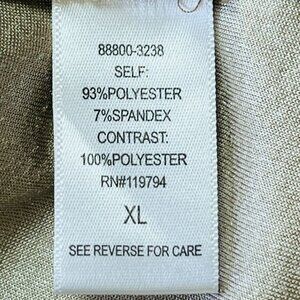 88800-3238
SELF:
93%POLYESTER
7%SPANDEX
CONTRAST:
100%POLYESTER
RN#119794
XL
SEE REVERSE FOR CARE